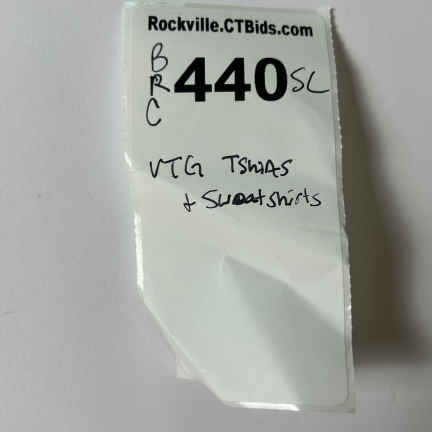 Rockville.CTBids.com
B
R 440 SL
C
VTG Tshirts
+ Sweatshirts